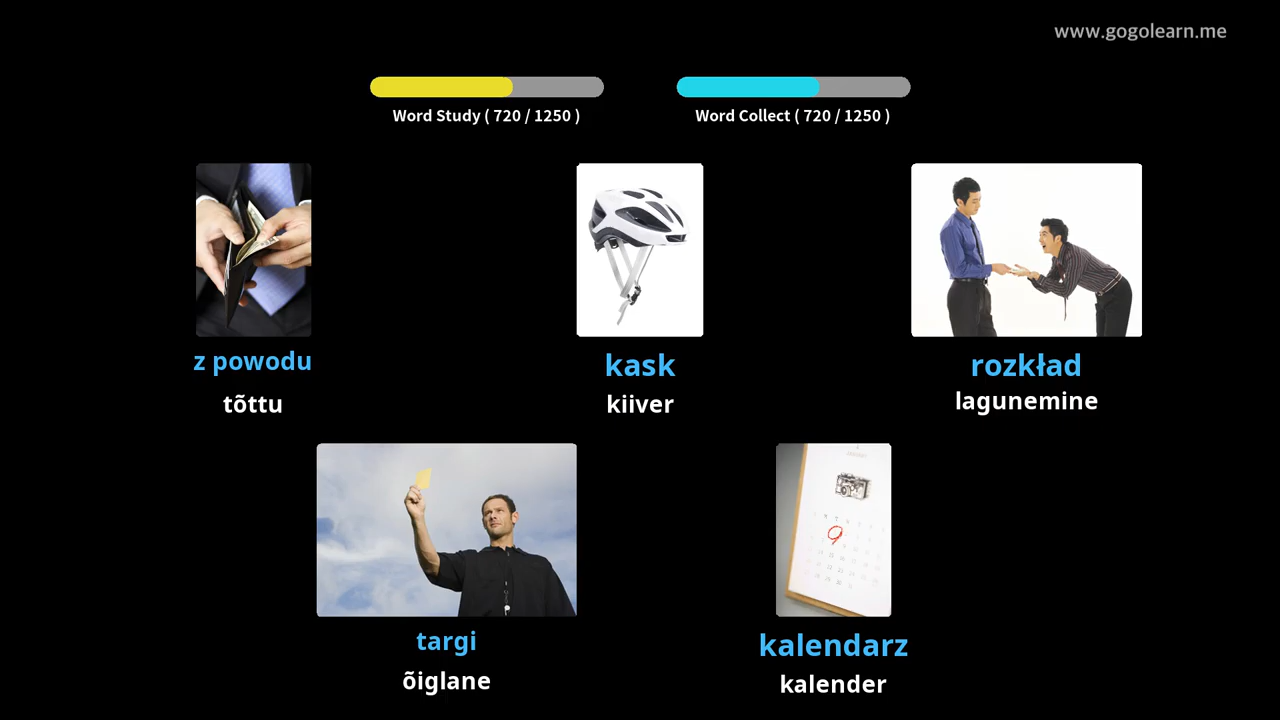 www.gogolearn.me
Word Study ( 720 / 1250 )
Word Collect ( 720 / 1250 )
z powodu
tõttu
kask
kiiver
rozkład
lagunemine
targi
õiglane
kalendarz
kalender